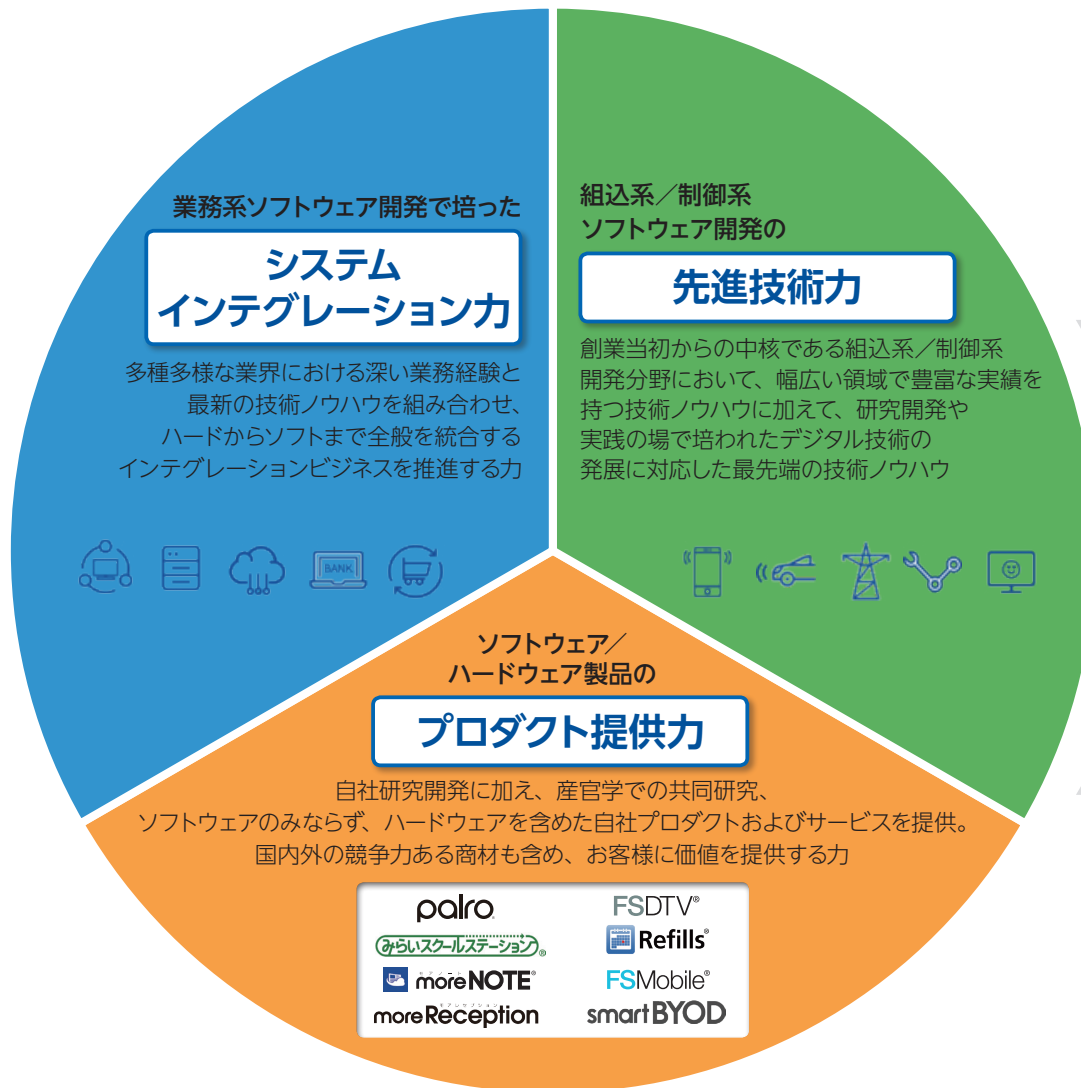 業務系ソフトウェア開発で培った
システム
インテグレーション力
多種多様な業界における深い業務経験と
最新の技術ノウハウを組み合わせ、
ハードからソフトまで全般を統合する
インテグレーションビジネスを推進する力
BANK
組込系／制御系
ソフトウェア開発の
先進技術力
創業当初からの中核である組込系／制御系
開発分野において、幅広い領域で豊富な実績を
持つ技術ノウハウに加えて、研究開発や
実践の場で培われたデジタル技術の
発展に対応した最先端の技術ノウハウ
ソフトウェア／
ハードウェア製品の
プロダクト提供力
自社研究開発に加え、産官学での共同研究、
ソフトウェアのみならず、ハードウェアを含めた自社プロダクトおよびサービスを提供。
国内外の競争力ある商材も含め、お客様に価値を提供する力
palro
みらいスクールステーション®
モアノート
moreNOTE®
モアレセプション
moreReception
FSDTV®
Refills®
FSMobile®
smartBYOD